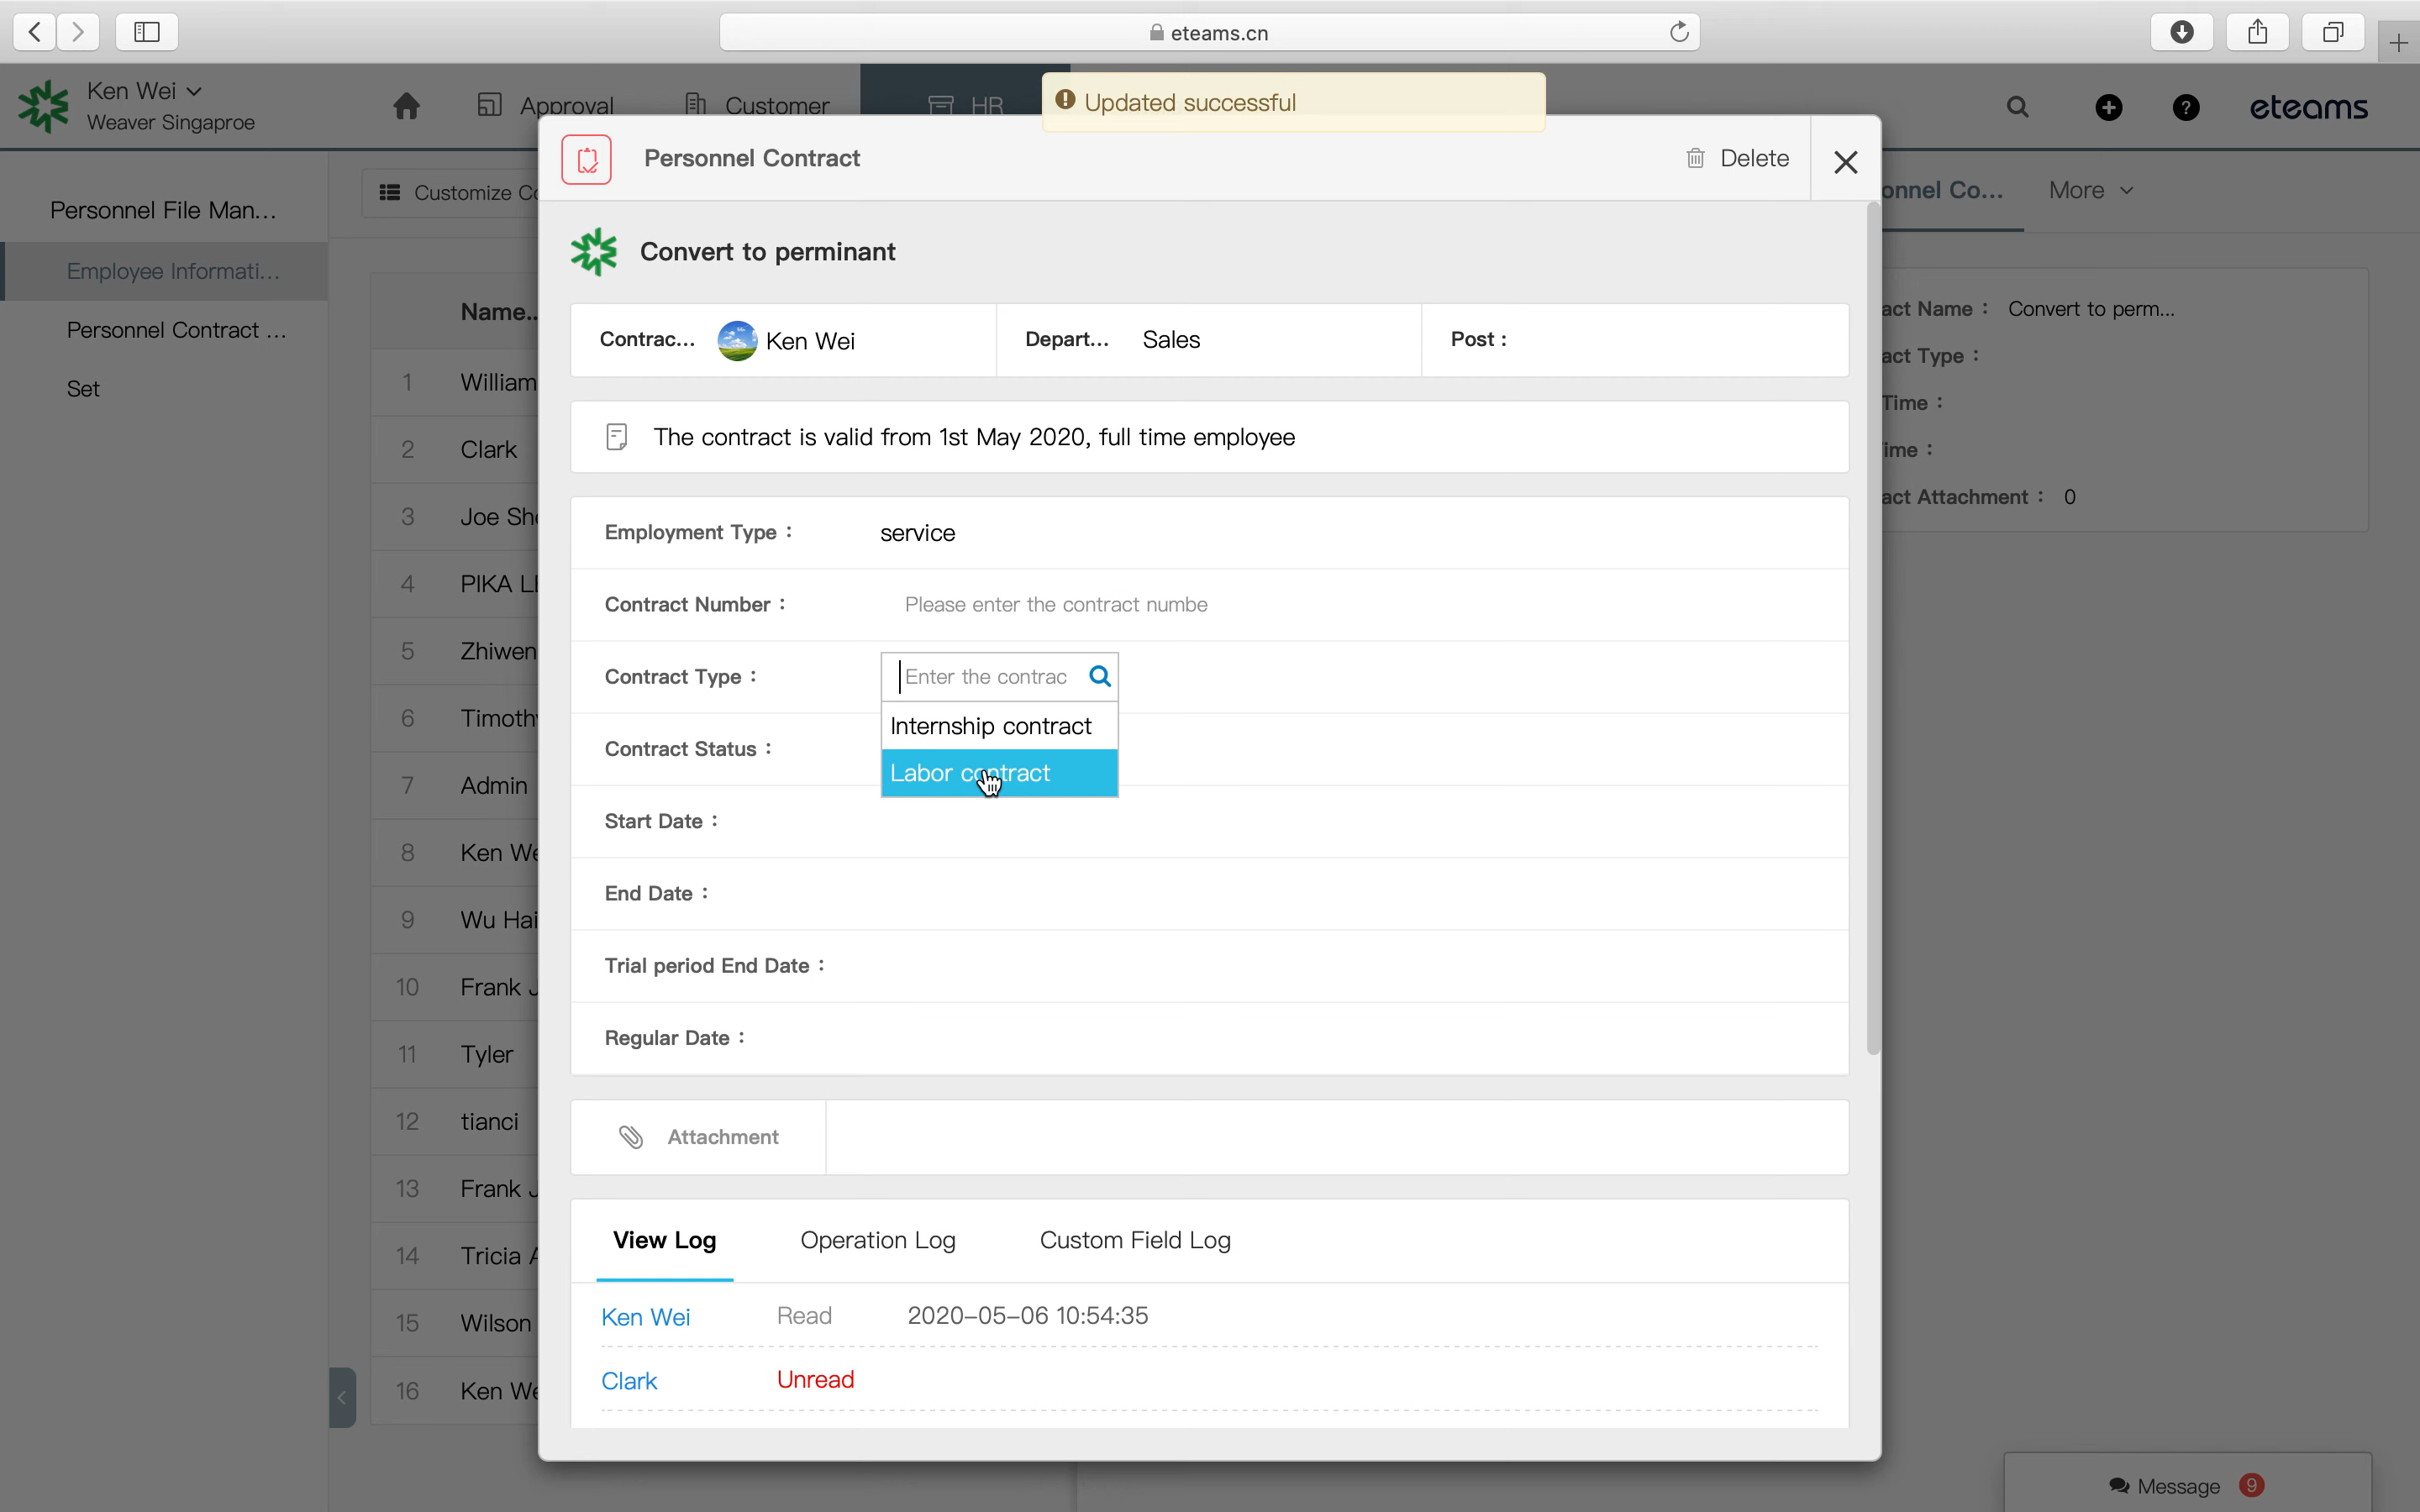 eteams.cn
Ken Wei
Weaver Singaproe
Approval
Customer
HR
Updated successful
eteams
Personnel File Man...
Employee Informati...
Personnel Contract ...
Set
Customize Co
Personnel Contract
Delete
onnel Co...
More
Name..
1 William
2 Clark
3 Joe She
4 PIKA LE
5 Zhiwen
6 Timothy
7 Admin
8 Ken We
9 Wu Hai
10 Frank J
11 Tyler
12 tianci
13 Frank J
14 Tricia A
15 Wilson
16 Ken We
Convert to perminant
Contrac... Ken Wei
Depart... Sales
Post :
The contract is valid from 1st May 2020, full time employee
Employment Type : service
Contract Number : Please enter the contract numbe
Contract Type : Enter the contrac
Internship contract
Labor contract
Contract Status :
Start Date :
End Date :
Trial period End Date :
Regular Date :
Attachment
View Log Operation Log Custom Field Log
Ken Wei Read 2020-05-06 10:54:35
Clark Unread
act Name : Convert to perm...
act Type :
Time :
ime :
act Attachment : 0
Message 9